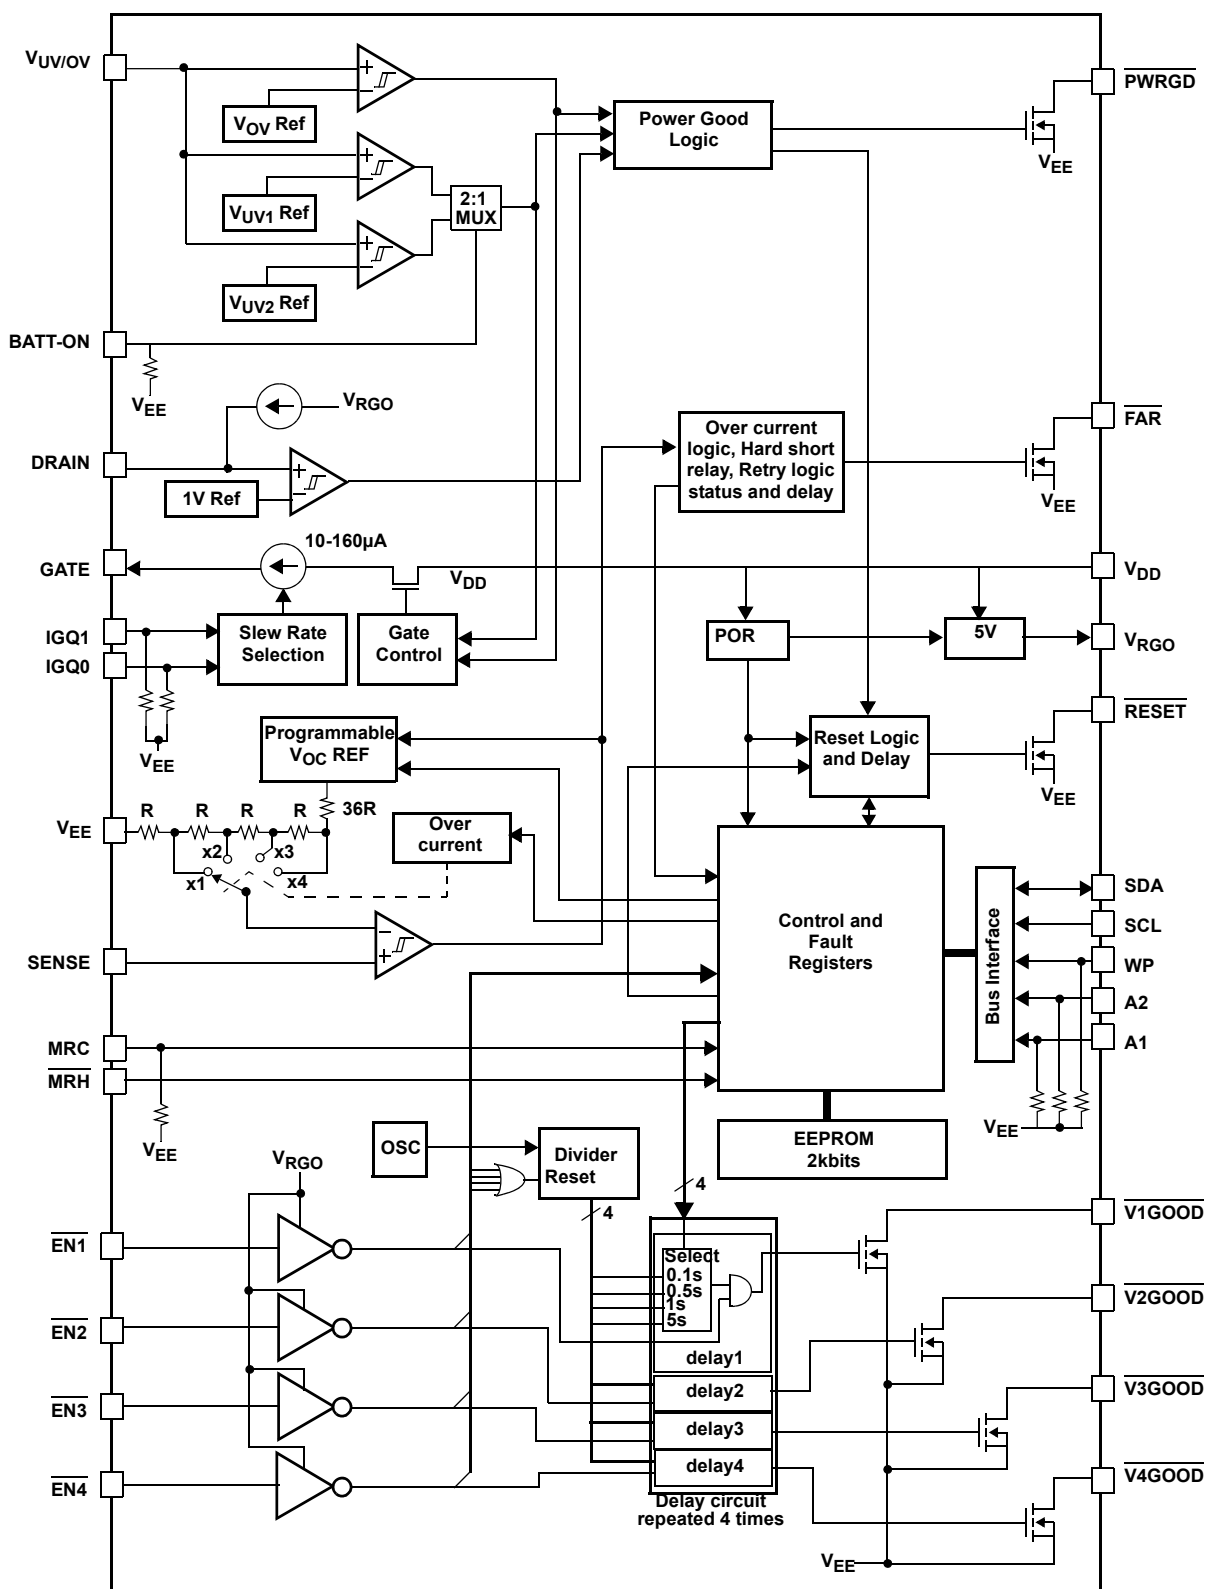 VUV/OV
VOV Ref
VUV1 Ref
VUV2 Ref
2:1
MUX
Power Good
Logic
PWRGD
VEE
BATT-ON
VEE
VRGO
DRAIN
1V Ref
Over current
logic, Hard short
relay, Retry logic
status and delay
FAR
VEE
10-160µA
GATE
VDD
VDD
IGQ1
IGQ0
Slew Rate
Selection
Gate
Control
POR
5V
VRGO
VEE
Programmable
VOC REF
Reset Logic
and Delay
RESET
VEE
36R
VEE
R
R
R
R
x1
x2
x3
x4
Over
current
SENSE
Control and
Fault
Registers
Bus Interface
SDA
SCL
WP
A2
A1
VEE
MRC
MRH
VEE
EEPROM
2kbits
OSC
Divider
Reset
4
4
VRGO
EN1
EN2
EN3
EN4
Select
0.1s
0.5s
1s
5s
delay1
delay2
delay3
delay4
Delay circuit
repeated 4 times
V1GOOD
V2GOOD
V3GOOD
V4GOOD
VEE